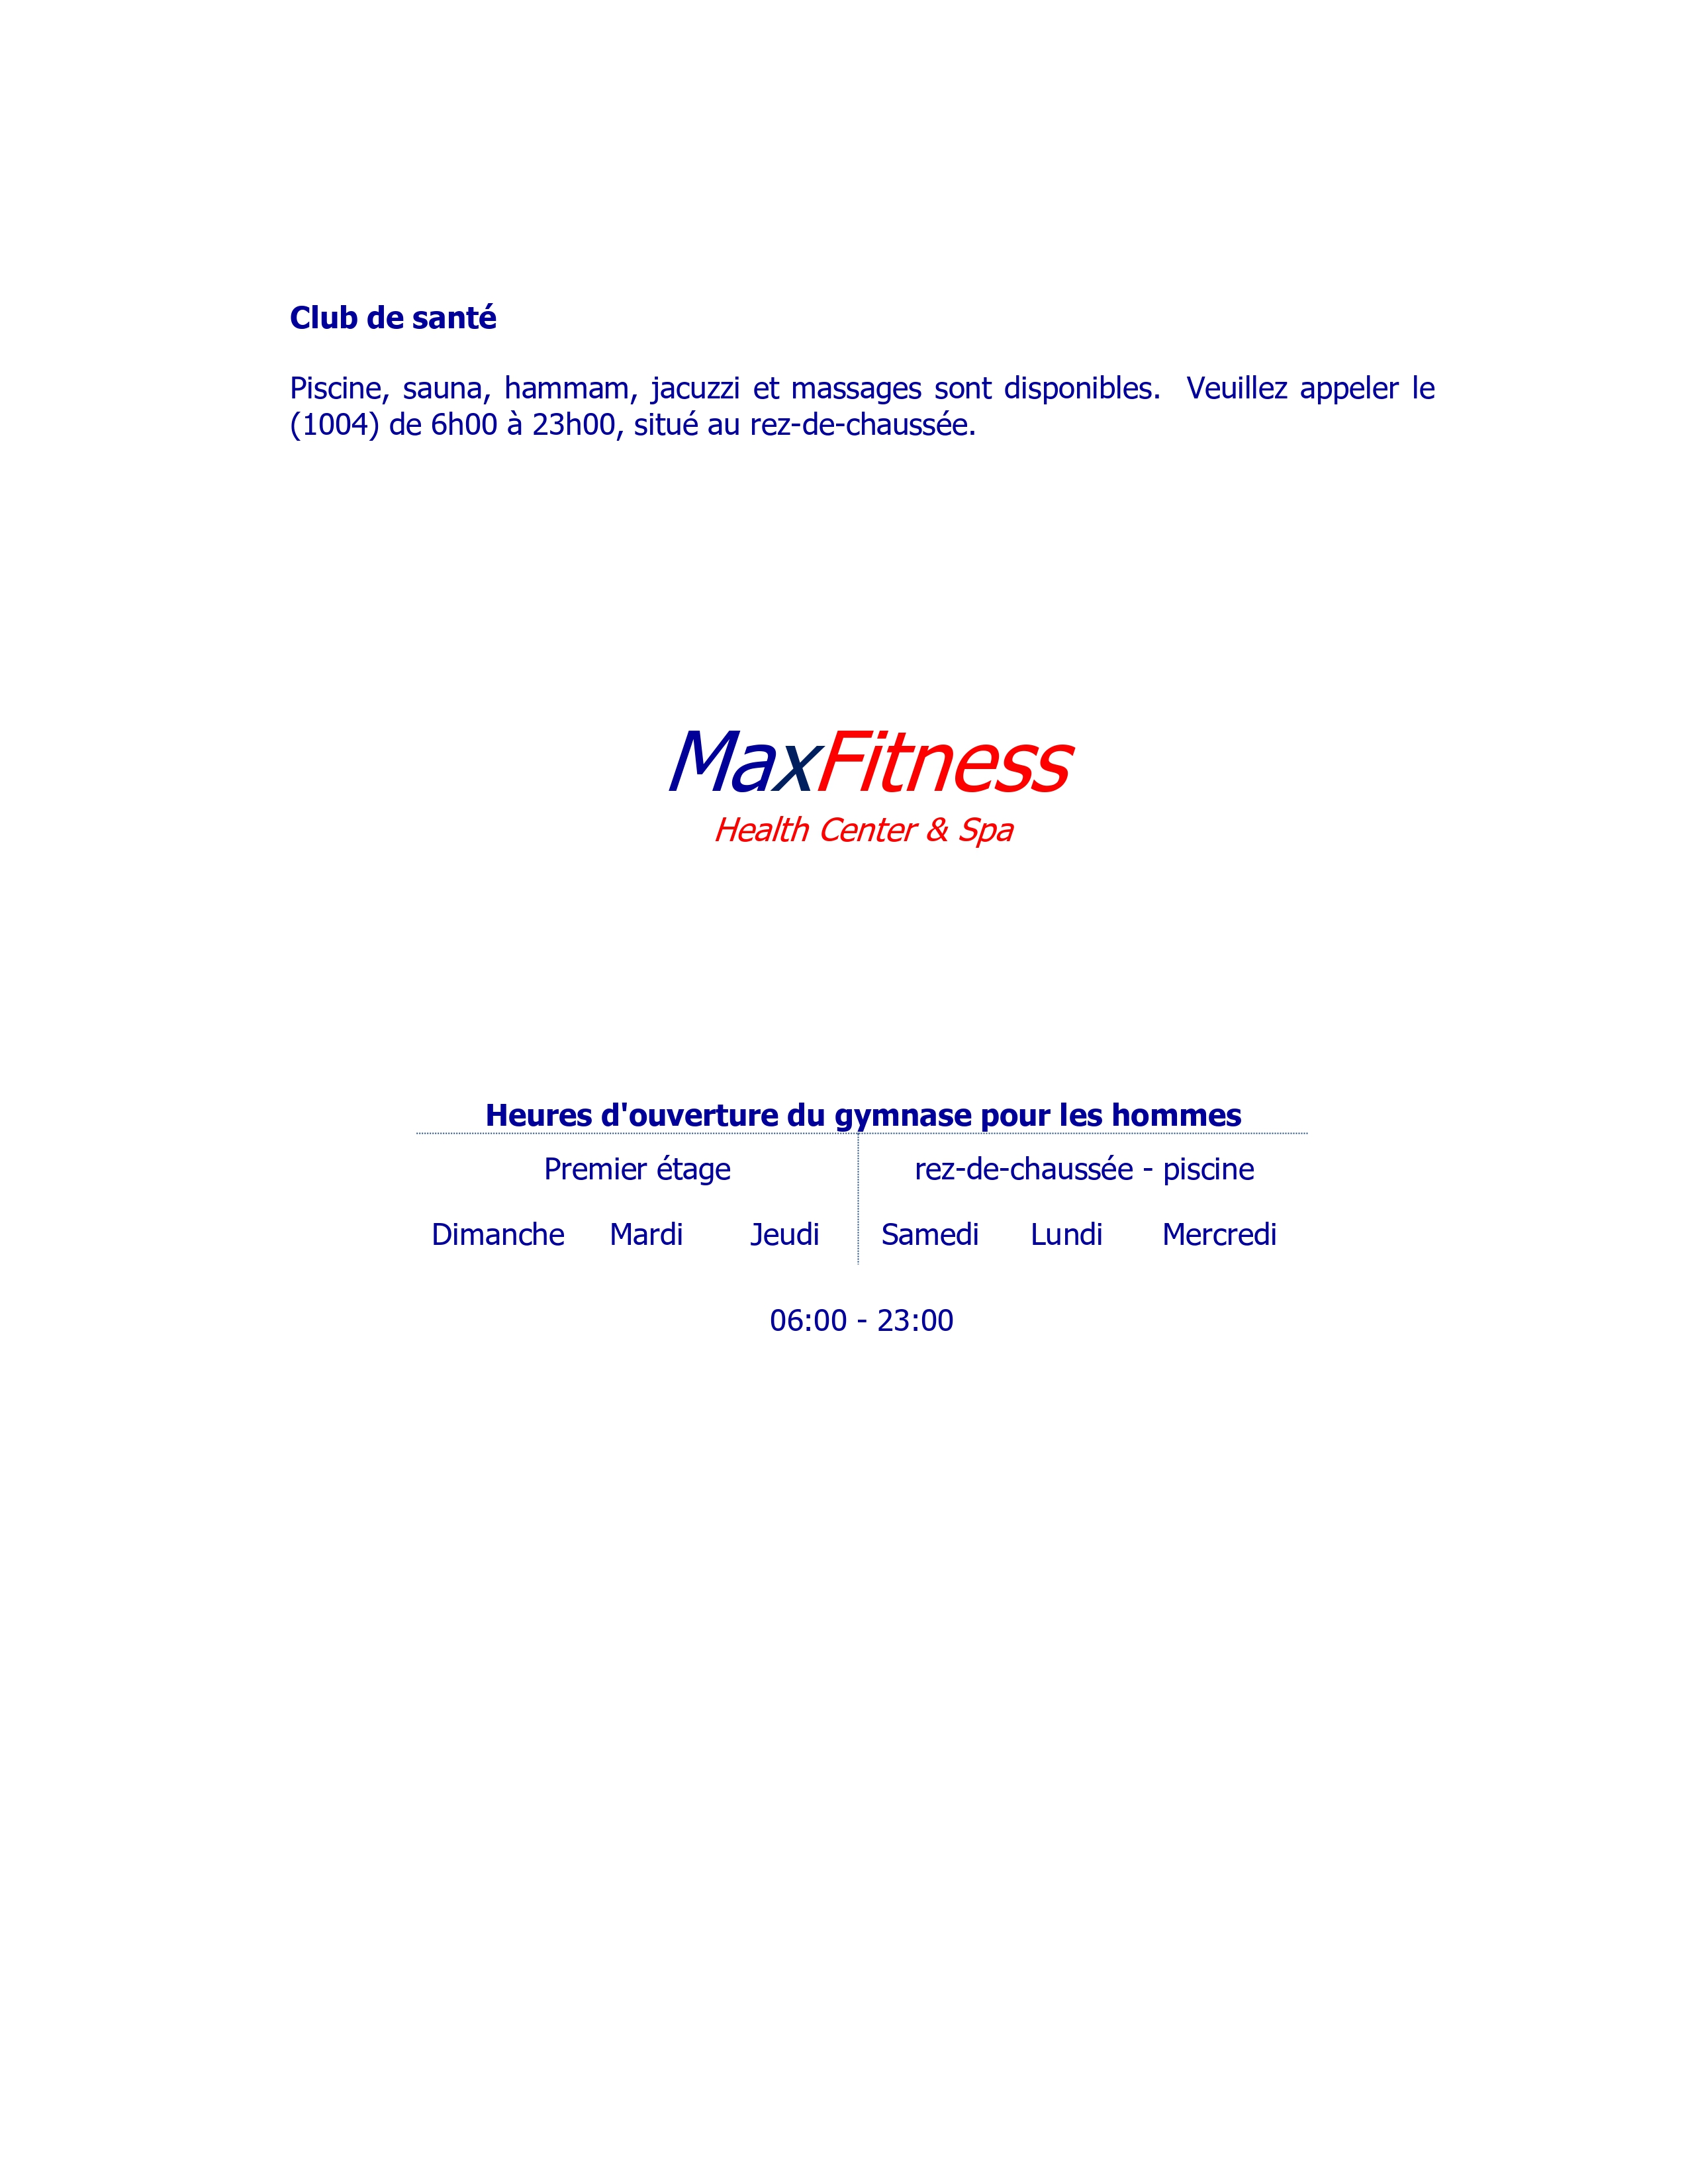 Club de santé
Piscine, sauna, hammam, jacuzzi et massages sont disponibles.  Veuillez appeler le
(1004) de 6h00 à 23h00, situé au rez-de-chaussée.
MaxFitness
Health Center & Spa
Heures d'ouverture du gymnase pour les hommes
Premier étage rez-de-chaussée - piscine
Dimanche Mardi Jeudi Samedi Lundi Mercredi
06:00 - 23:00